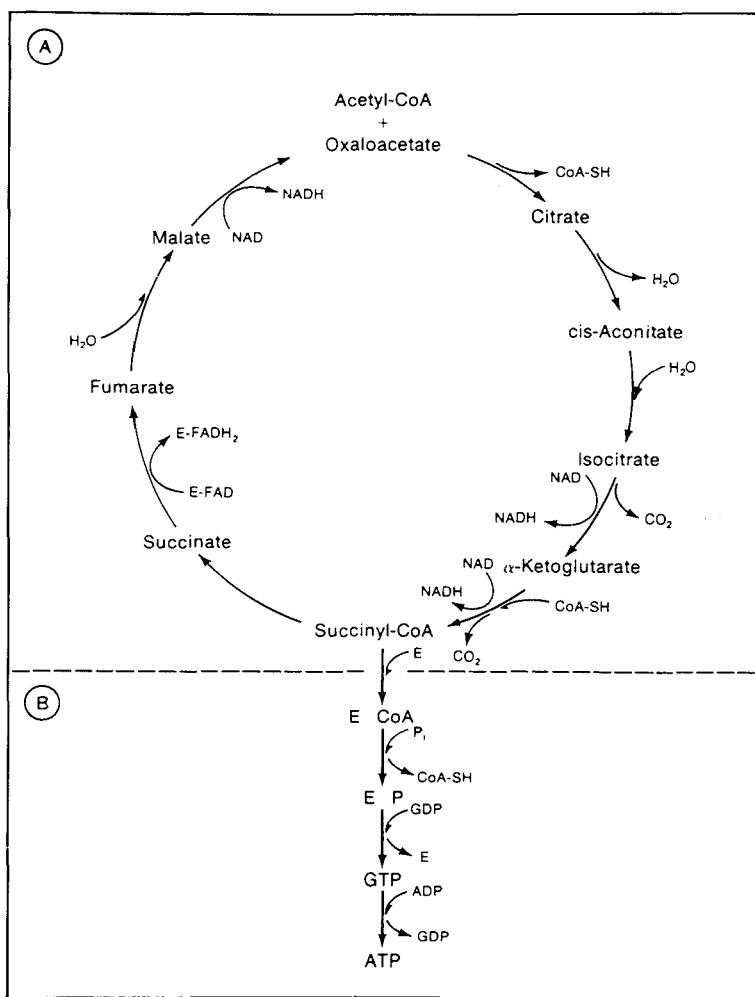 A
Acetyl-CoA
+
Oxaloacetate
CoA-SH
Citrate
H₂O
cis-Aconitate
H₂O
Isocitrate
NAD
NADH
CO₂
α-Ketoglutarate
NAD
NADH
CoA-SH
CO₂
Succinyl-CoA
Succinate
E-FAD
E-FADH₂
Fumarate
H₂O
Malate
NAD
NADH
E
B
E CoA
Pᵢ
CoA-SH
E P
GDP
E
GTP
ADP
GDP
ATP